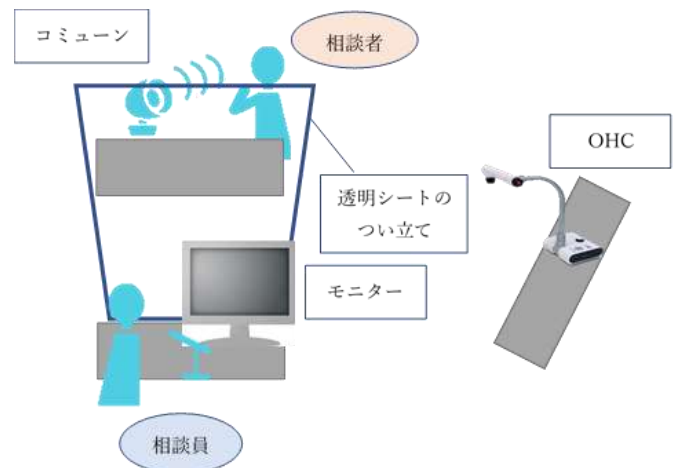 コミューン
相談者
OHC
透明シートの
つい立て
モニター
相談員